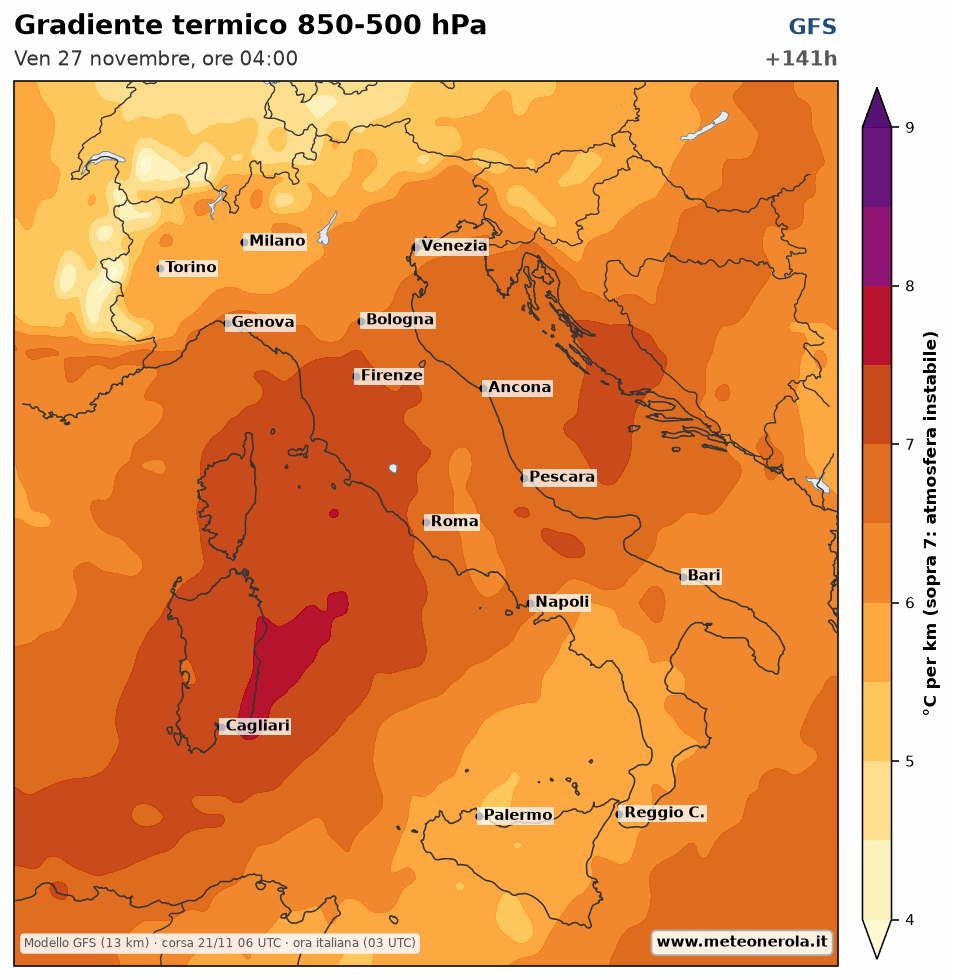 Gradiente termico 850-500 hPa
GFS
Ven 27 novembre, ore 04:00
+141h
Milano
Venezia
Torino
Genova
Bologna
Firenze
Ancona
Pescara
Roma
Bari
Napoli
Cagliari
Palermo
Reggio C.
9
8
7
6
5
4
°C per km (sopra 7: atmosfera instabile)
Modello GFS (13 km) · corsa 21/11 06 UTC · ora italiana (03 UTC)
www.meteonerola.it